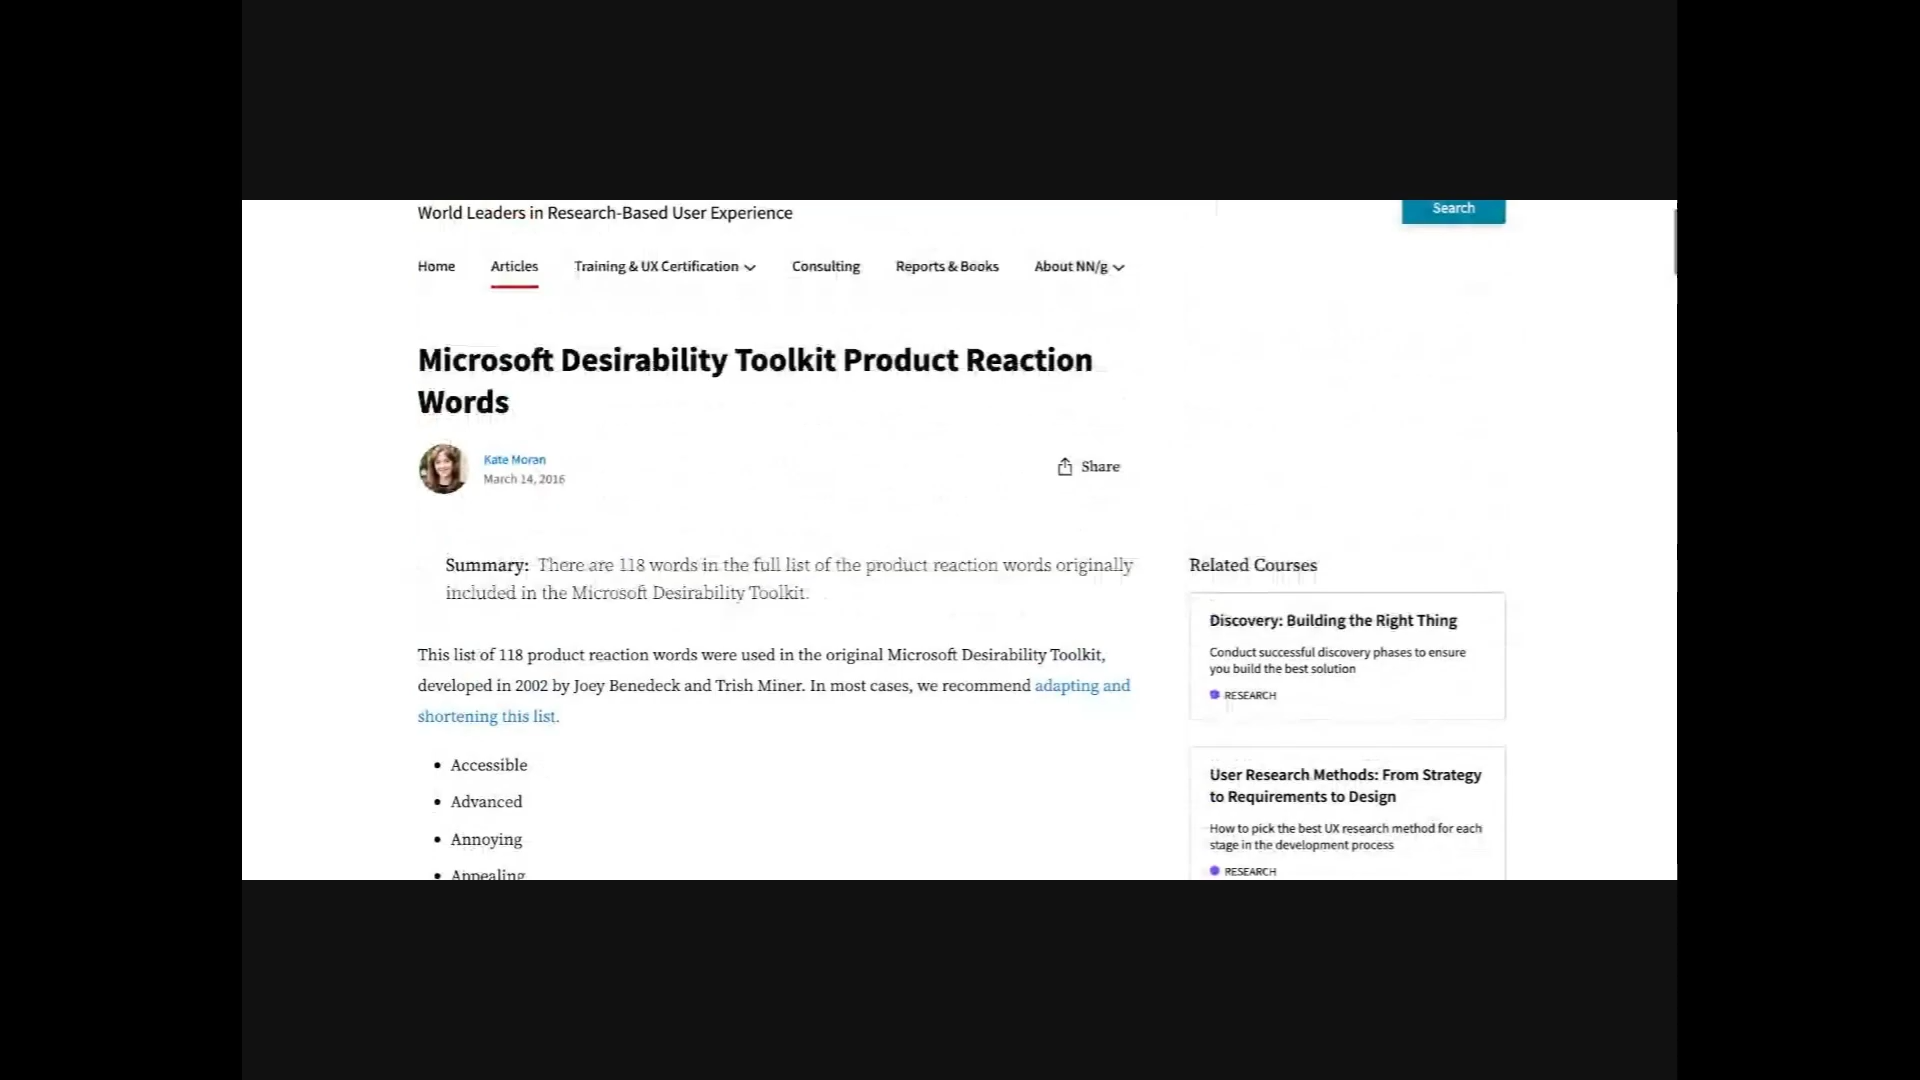 World Leaders in Research-Based User Experience
Search
Home Articles Training & UX Certification Consulting Reports & Books About NN/g
Microsoft Desirability Toolkit Product Reaction
Words
Kate Moran
March 14, 2016
Share
Summary: There are 118 words in the full list of the product reaction words originally
included in the Microsoft Desirability Toolkit.
This list of 118 product reaction words were used in the original Microsoft Desirability Toolkit,
developed in 2002 by Joey Benedeck and Trish Miner. In most cases, we recommend adapting and
shortening this list.
Accessible
Advanced
Annoying
Appealing
Related Courses
Discovery: Building the Right Thing
Conduct successful discovery phases to ensure
you build the best solution
RESEARCH
User Research Methods: From Strategy
to Requirements to Design
How to pick the best UX research method for each
stage in the development process
RESEARCH